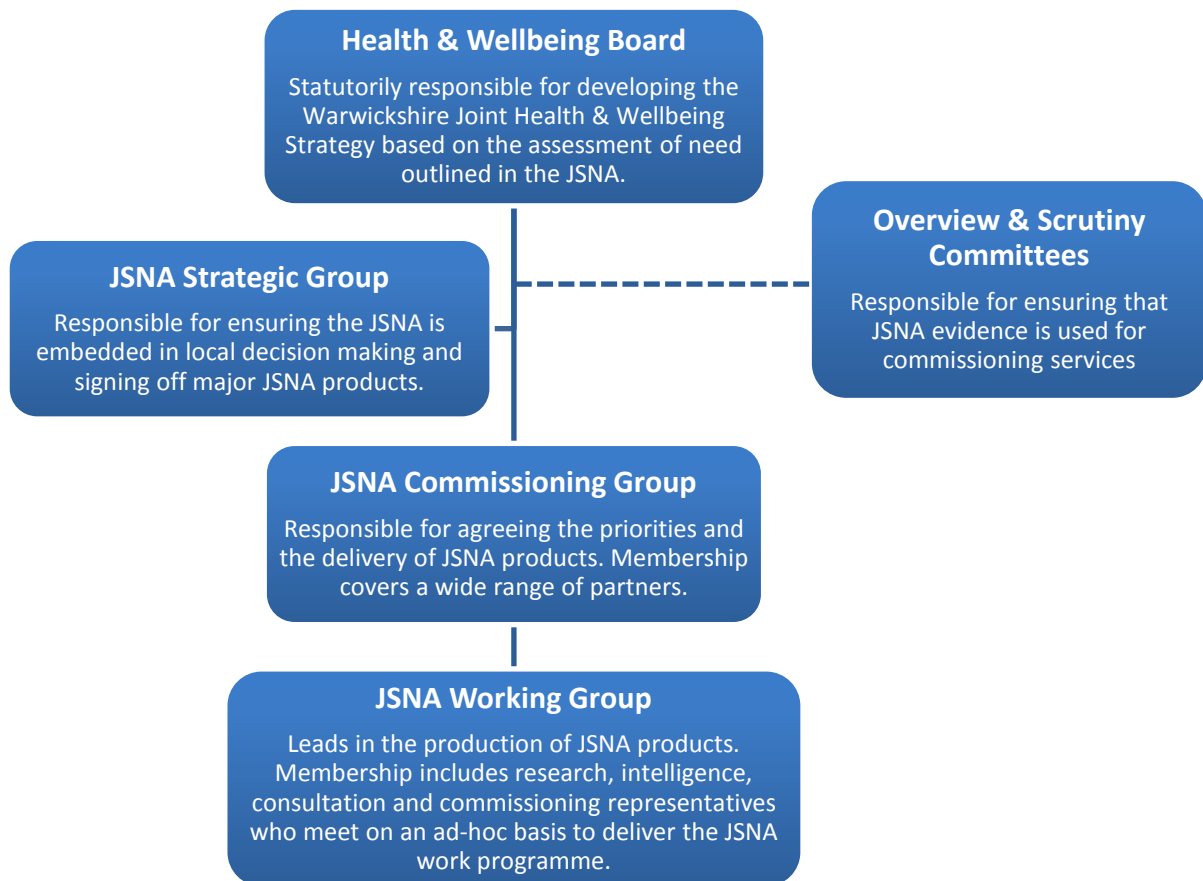 Health & Wellbeing Board
Statutorily responsible for developing the
Warwickshire Joint Health & Wellbeing
Strategy based on the assessment of need
outlined in the JSNA.
Overview & Scrutiny
Committees
Responsible for ensuring that
JSNA evidence is used for
commissioning services
JSNA Strategic Group
Responsible for ensuring the JSNA is
embedded in local decision making and
signing off major JSNA products.
JSNA Commissioning Group
Responsible for agreeing the priorities and
the delivery of JSNA products. Membership
covers a wide range of partners.
JSNA Working Group
Leads in the production of JSNA products.
Membership includes research, intelligence,
consultation and commissioning representatives
who meet on an ad-hoc basis to deliver the JSNA
work programme.